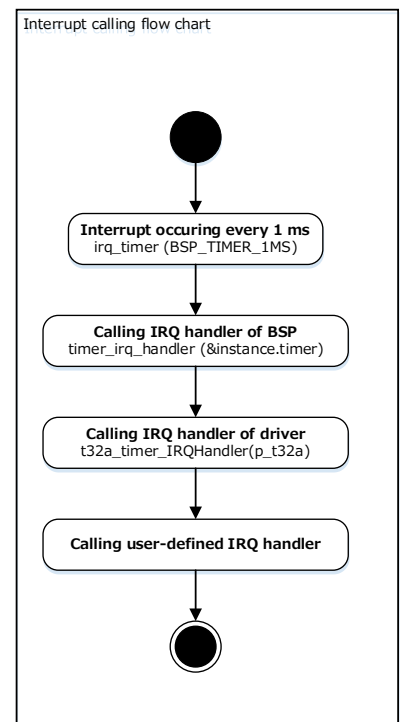 Interrupt calling flow chart
Interrupt occuring every 1 ms
irq_timer (BSP_TIMER_1MS)
Calling IRQ handler of BSP
timer_irq_handler (&instance.timer)
Calling IRQ handler of driver
t32a_timer_IRQHandler(p_t32a)
Calling user-defined IRQ handler